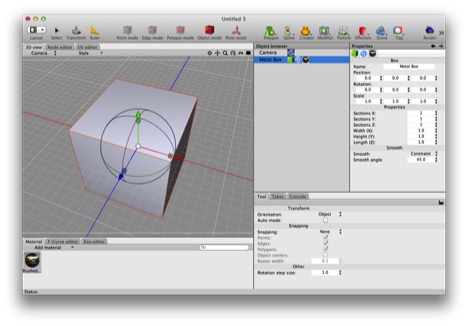 Untitled 3
Layout Select Transform Ruler Point mode Edge mode Polygon mode Object mode Pivot mode Polygon Spline Creator Modifier Particle Effectors Scene Tag Render
3D view Node editor UV editor
Camera Style
Object browser
Camera
Metal Box
Properties
Box
Name: Metal Box
Position:
0.0 0.0 0.0
Rotation:
0.0 0.0 0.0
Scale:
1.0 1.0 1.0
Properties
Sections X: 1
Sections Y: 1
Sections Z: 1
Width (X): 1.0
Height (Y): 1.0
Length (Z): 1.0
Smooth
Smooth: Constraint
Smooth angle: 45.0
Tool Takes Console
Transform
Orientation: Object
Auto mode:
Snapping
Snapping: None
Points:
Edges:
Polygons:
Object centers:
Raster width: 0.1
Other
Rotation step size: 1.0
Material F-Curve editor Key editor
Add material
Status: